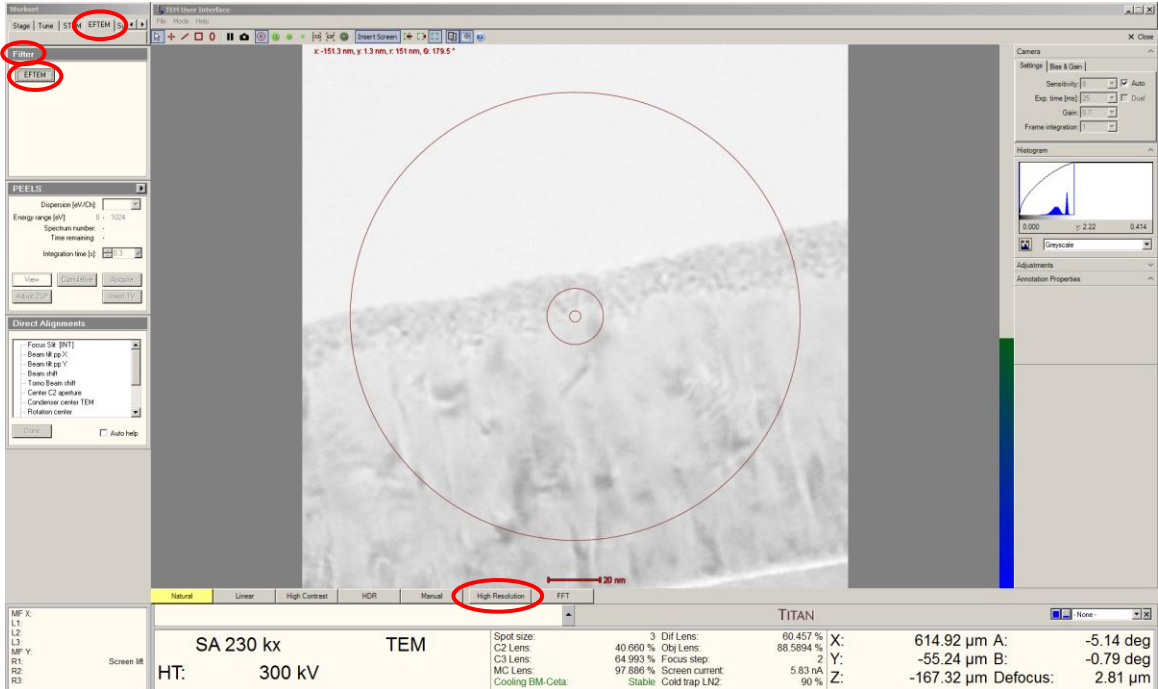 Workset
TEM User Interface
Stage Tune STEM EFTEM
File Mode Help
Insert Screen
Close
Filter
EFTEM
x: -151.3 nm, y: 1.3 nm, r: 151 nm, Θ: 179.5 °
Camera
Settings Bias & Gain
Sensitivity: 8 Auto
Exp. time [ms]: 25 Dual
Gain: 0.7
Frame integration: 1
Histogram
0.000 γ: 2.22 0.414
Greyscale
Adjustments
Annotation Properties
PEELS
Dispersion [eV/Ch]:
Energy range [eV]: 0 - 1024
Spectrum number: -
Time remaining: -
Integration time [s]: 0.3
View Cumulative Acquire
Adjust ZLP Insert TV
Direct Alignments
Focus Slit [INT]
Beam tilt pp X
Beam tilt pp Y
Beam shift
Tomo Beam shift
Center C2 aperture
Condenser center TEM
Rotation center
Done Auto help
20 nm
Natural Linear High Contrast HDR Manual High Resolution FFT
MF X:
L1:
L2:
L3:
MF Y:
R1: Screen lift
R2:
R3:
TITAN
- None -
SA 230 kx TEM
HT: 300 kV
Spot size: 3 Dif Lens: 60.457 %
C2 Lens: 40.660 % Obj Lens: 88.5894 %
C3 Lens: 64.993 % Focus step: 2
MC Lens: 97.886 % Screen current: 5.83 nA
Cooling BM-Ceta: Stable Cold trap LN2: 90 %
X: 614.92 µm A: -5.14 deg
Y: -55.24 µm B: -0.79 deg
Z: -167.32 µm Defocus: 2.81 µm